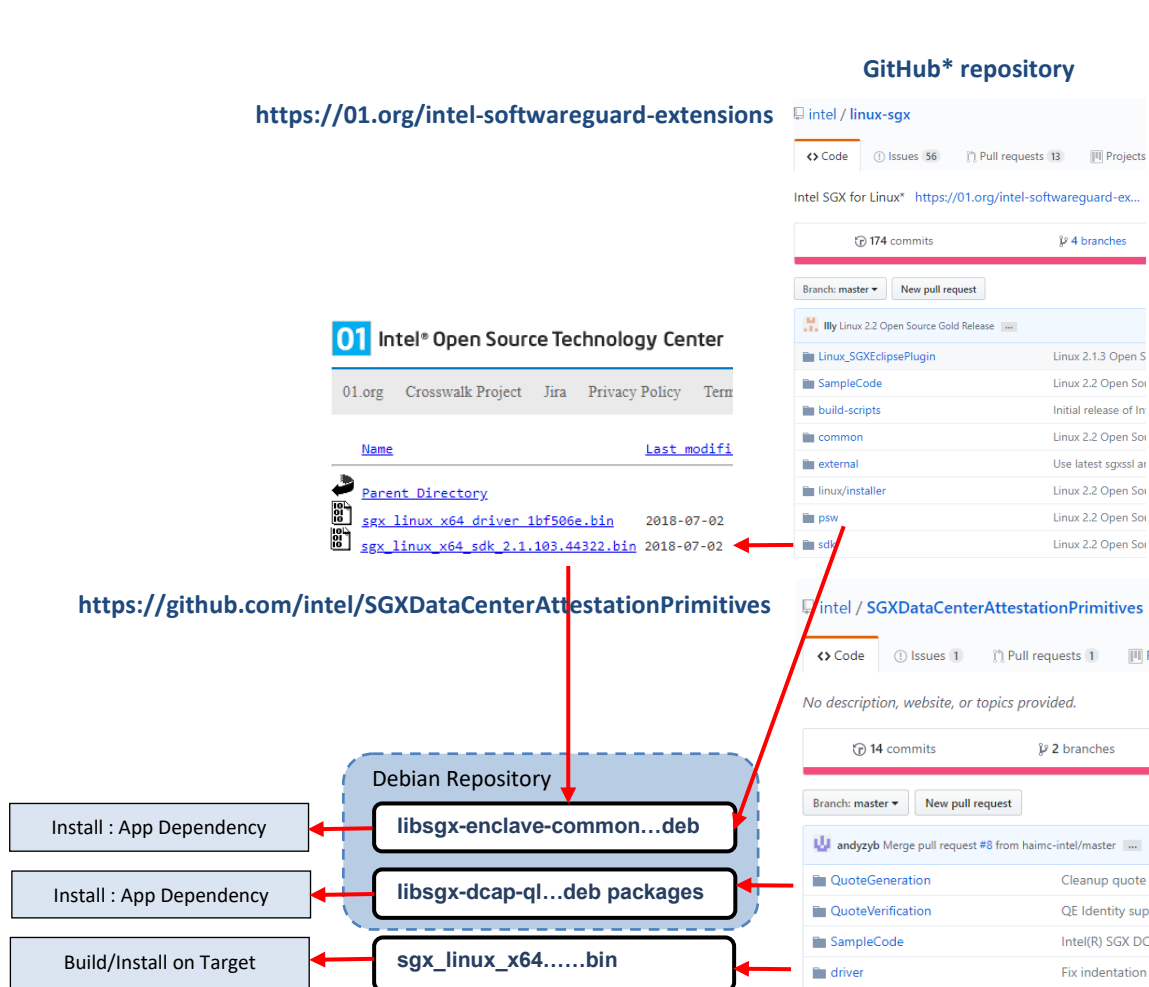 GitHub* repository
https://01.org/intel-softwareguard-extensions
intel / linux-sgx
Code Issues 56 Pull requests 13 Projects
Intel SGX for Linux* https://01.org/intel-softwareguard-ex...
174 commits 4 branches
Branch: master New pull request
llly Linux 2.2 Open Source Gold Release ...
Linux_SGXEclipsePlugin Linux 2.1.3 Open S
SampleCode Linux 2.2 Open Sou
build-scripts Initial release of In
common Linux 2.2 Open Sou
external Use latest sgxssl ar
linux/installer Linux 2.2 Open Sou
psw Linux 2.2 Open Sou
sdk Linux 2.2 Open Sou
01 Intel® Open Source Technology Center
01.org Crosswalk Project Jira Privacy Policy Term
Name Last modifi
Parent Directory
sgx_linux_x64_driver_1bf506e.bin 2018-07-02
sgx_linux_x64_sdk_2.1.103.44322.bin 2018-07-02
https://github.com/intel/SGXDataCenterAttestationPrimitives
intel / SGXDataCenterAttestationPrimitives
Code Issues 1 Pull requests 1
No description, website, or topics provided.
14 commits 2 branches
Branch: master New pull request
andyzyb Merge pull request #8 from haimc-intel/master ...
QuoteGeneration Cleanup quote
QuoteVerification QE Identity sup
SampleCode Intel(R) SGX DC
driver Fix indentation
Debian Repository
Install : App Dependency
libsgx-enclave-common...deb
Install : App Dependency
libsgx-dcap-ql...deb packages
Build/Install on Target
sgx_linux_x64......bin